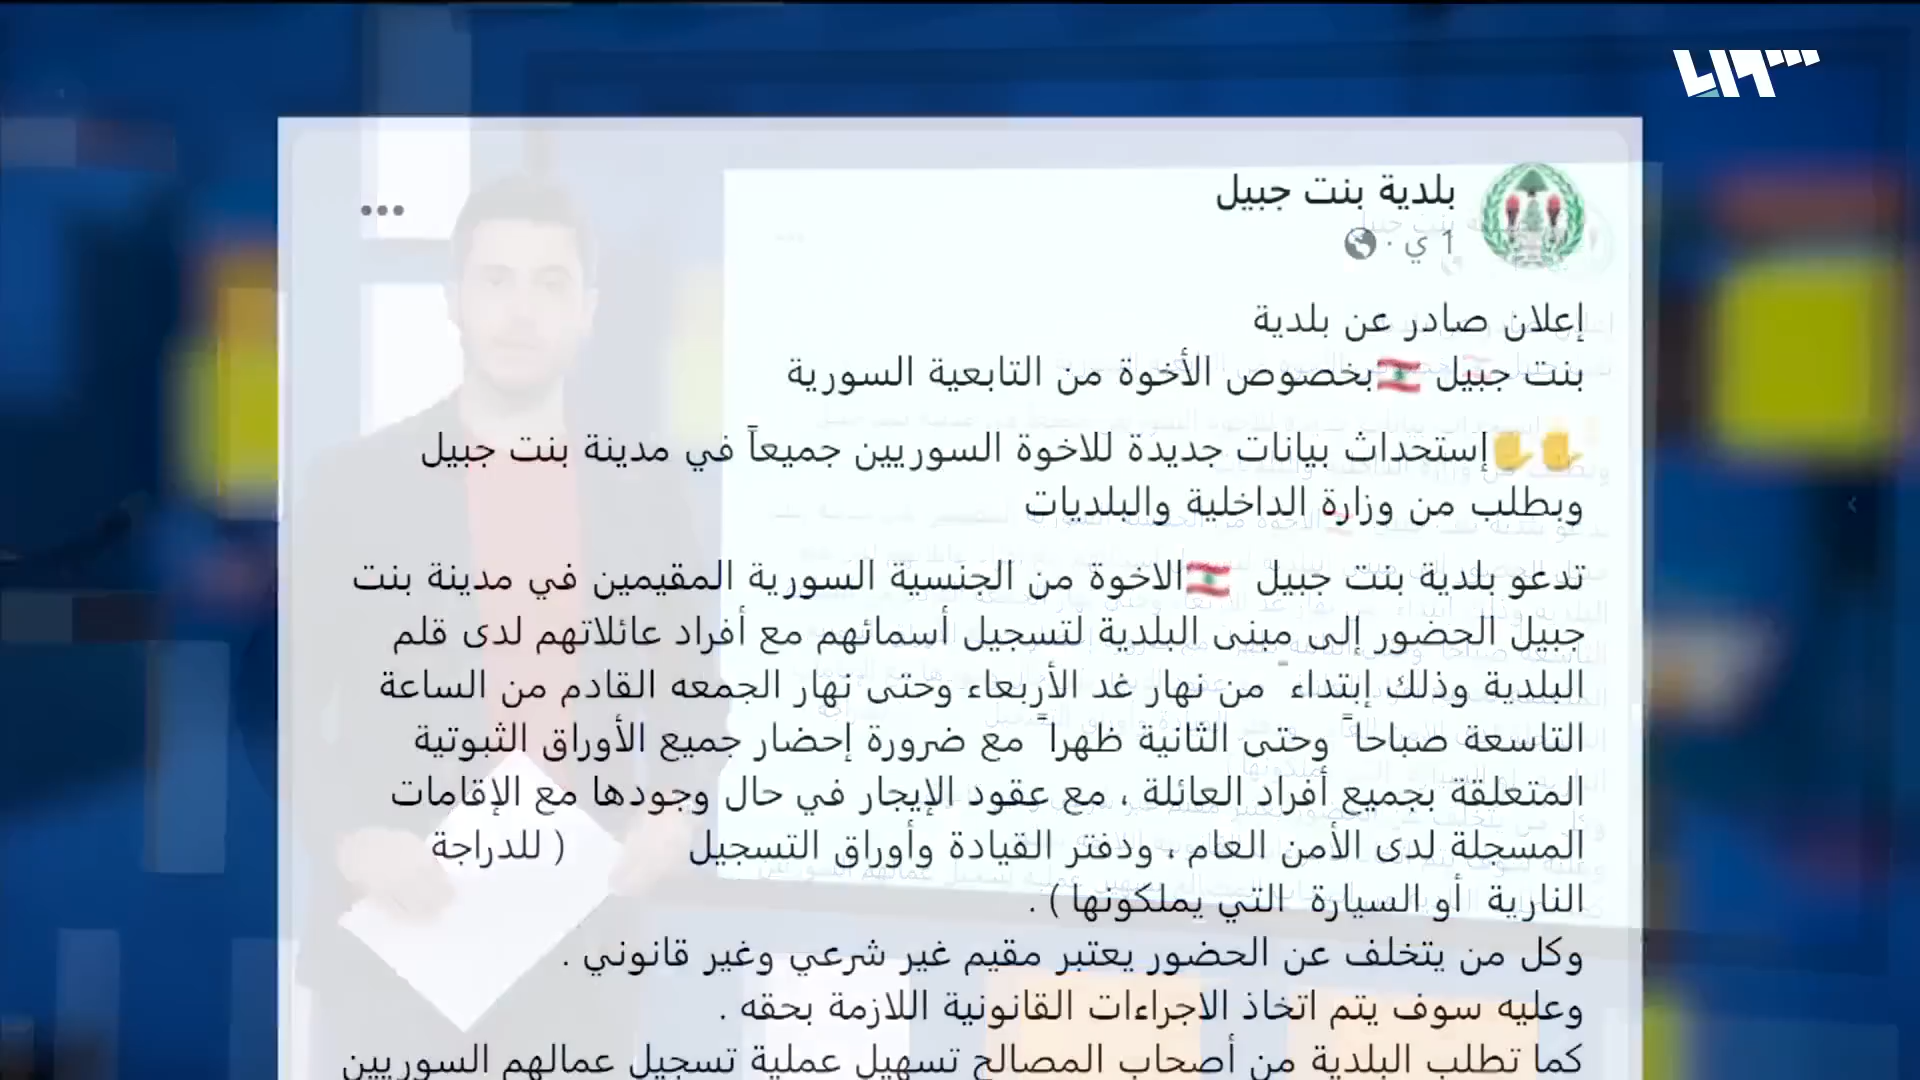 بلدية بنت جبيل
1 ي ·
إعلان صادر عن بلدية
بنت جبيل 🇱🇧بخصوص الأخوة من التابعية السورية
✋✋إستحداث بيانات جديدة للاخوة السوريين جميعاً في مدينة بنت جبيل
وبطلب من وزارة الداخلية والبلديات
تدعو بلدية بنت جبيل 🇱🇧الاخوة من الجنسية السورية المقيمين في مدينة بنت
جبيل الحضور إلى مبنى البلدية لتسجيل أسمائهم مع أفراد عائلاتهم لدى قلم
البلدية وذلك إبتداء ً من نهار غد الأربعاء وحتى نهار الجمعه القادم من الساعة
التاسعة صباحا ً وحتى الثانية ظهرا ً مع ضرورة إحضار جميع الأوراق الثبوتية
المتعلقة بجميع أفراد العائلة ، مع عقود الإيجار في حال وجودها مع الإقامات
المسجلة لدى الأمن العام ، ودفتر القيادة وأوراق التسجيل ( للدراجة
النارية أو السيارة التي يملكونها ) .
وكل من يتخلف عن الحضور يعتبر مقيم غير شرعي وغير قانوني .
وعليه سوف يتم اتخاذ الاجراءات القانونية اللازمة بحقه .
كما تطلب البلدية من أصحاب المصالح تسهيل عملية تسجيل عمالهم السوريين